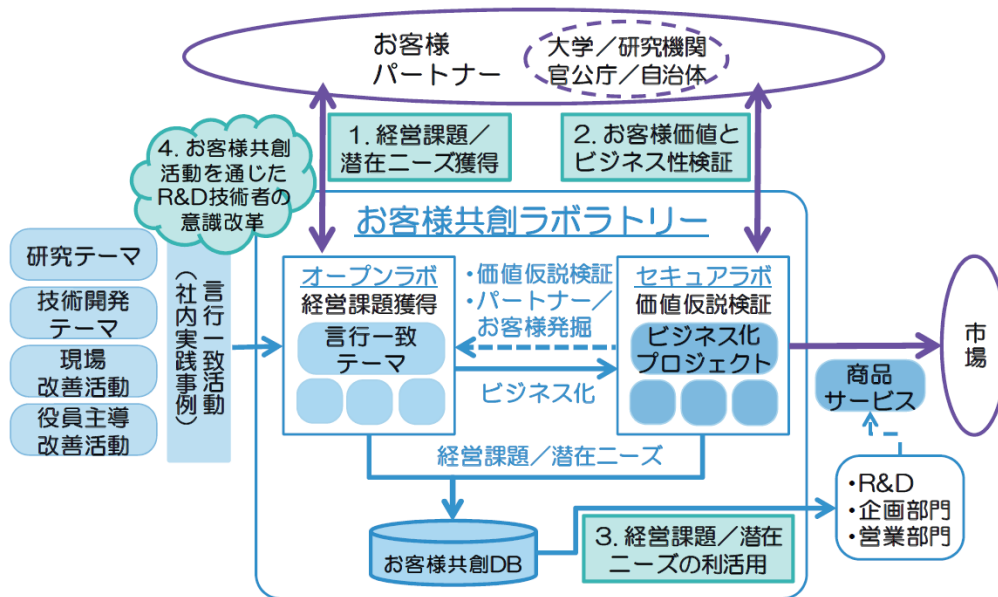 お客様
パートナー
大学／研究機関
官公庁／自治体
1. 経営課題／
潜在ニーズ獲得
2. お客様価値と
ビジネス性検証
4. お客様共創
活動を通じた
R&D技術者の
意識改革
お客様共創ラボラトリー
研究テーマ
技術開発
テーマ
現場
改善活動
役員主導
改善活動
言行一致活動
（社内実践事例）
オープンラボ
経営課題獲得
言行一致
テーマ
・価値仮説検証
・パートナー／
お客様発掘
ビジネス化
セキュアラボ
価値仮説検証
ビジネス化
プロジェクト
市場
商品
サービス
経営課題／潜在ニーズ
・R&D
・企画部門
・営業部門
お客様共創DB
3. 経営課題／潜在
ニーズの利活用